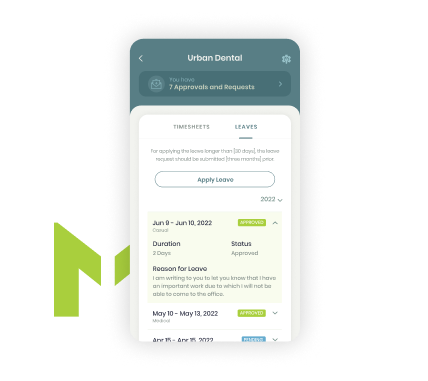 Urban Dental
You have
7 Approvals and Requests
TIMESHEETS LEAVES
For applying the leave longer than [30 days], the leave
request should be submitted [three months] prior.
Apply Leave
2022
Jun 9 - Jun 10, 2022 APPROVED
Casual
Duration Status
2 Days Approved
Reason for Leave
I am writing to you to let you know that I have
an important work due to which I will not be
able to come to the office.
May 10 - May 13, 2022 APPROVED
Medical
Apr 15 - Apr 15, 2022 PENDING